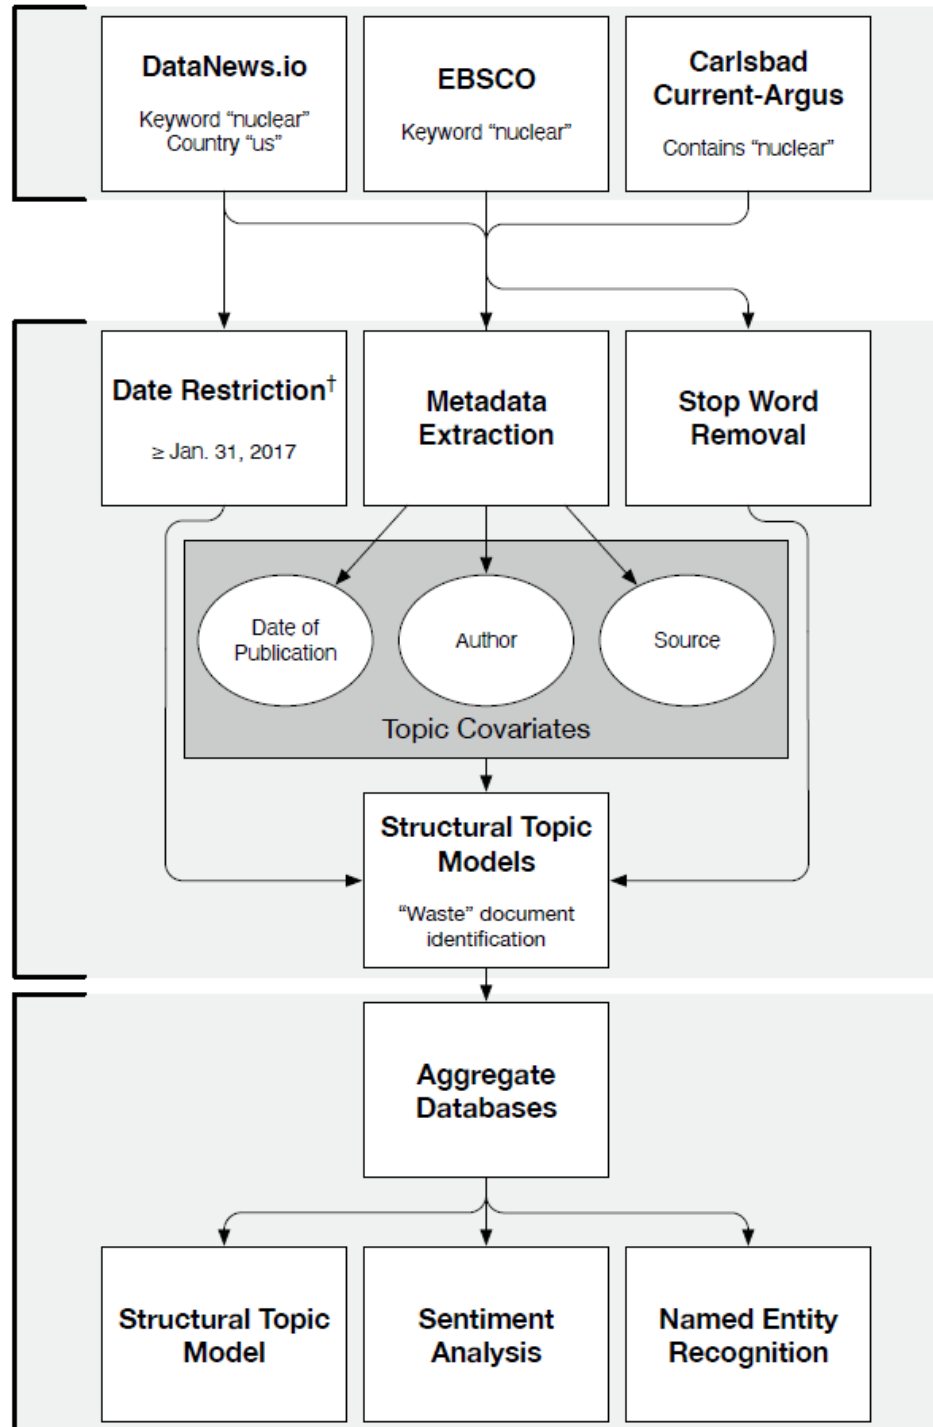 DataNews.io
Keyword “nuclear”
Country “us”
EBSCO
Keyword “nuclear”
Carlsbad
Current-Argus
Contains “nuclear”
Date Restriction†
≥ Jan. 31, 2017
Metadata
Extraction
Stop Word
Removal
Date of
Publication
Author
Source
Topic Covariates
Structural Topic
Models
“Waste” document
identification
Aggregate
Databases
Structural Topic
Model
Sentiment
Analysis
Named Entity
Recognition